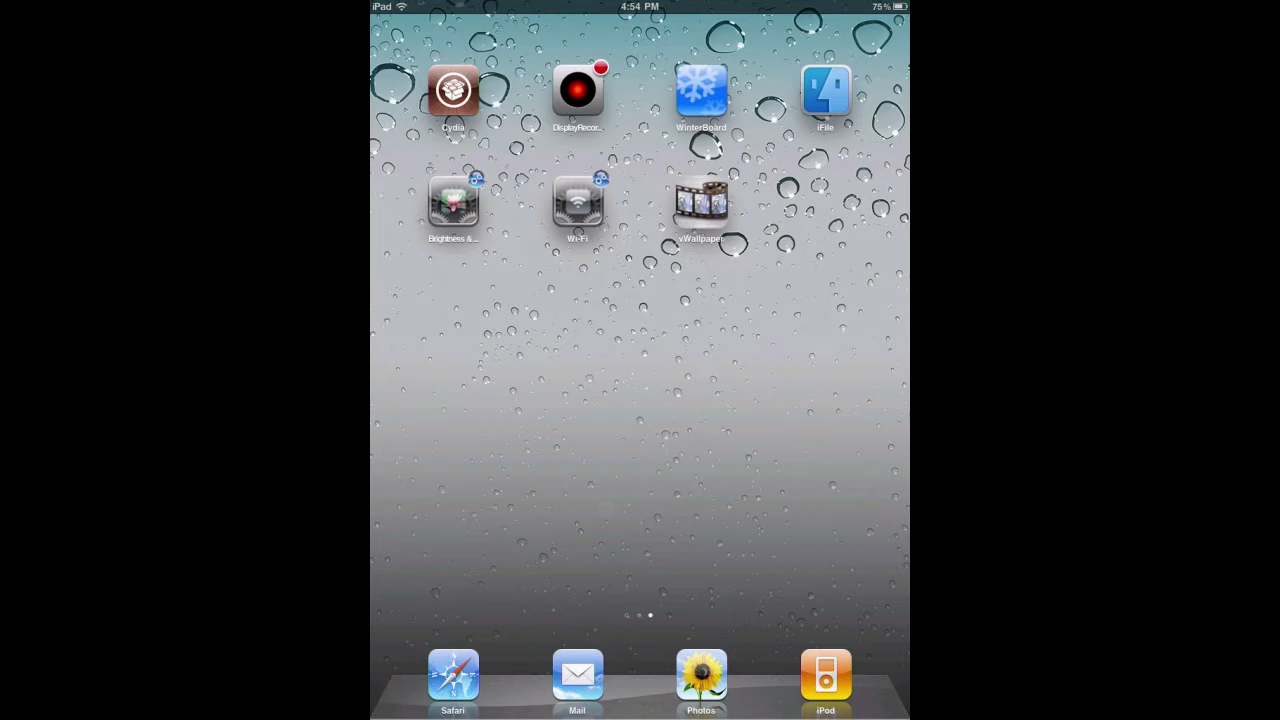 iPad 4:54 PM 75%
Cydia DisplayRecor... WinterBoard iFile
Brightness &... Wi-Fi vWallpaper
Safari Mail Photos iPod